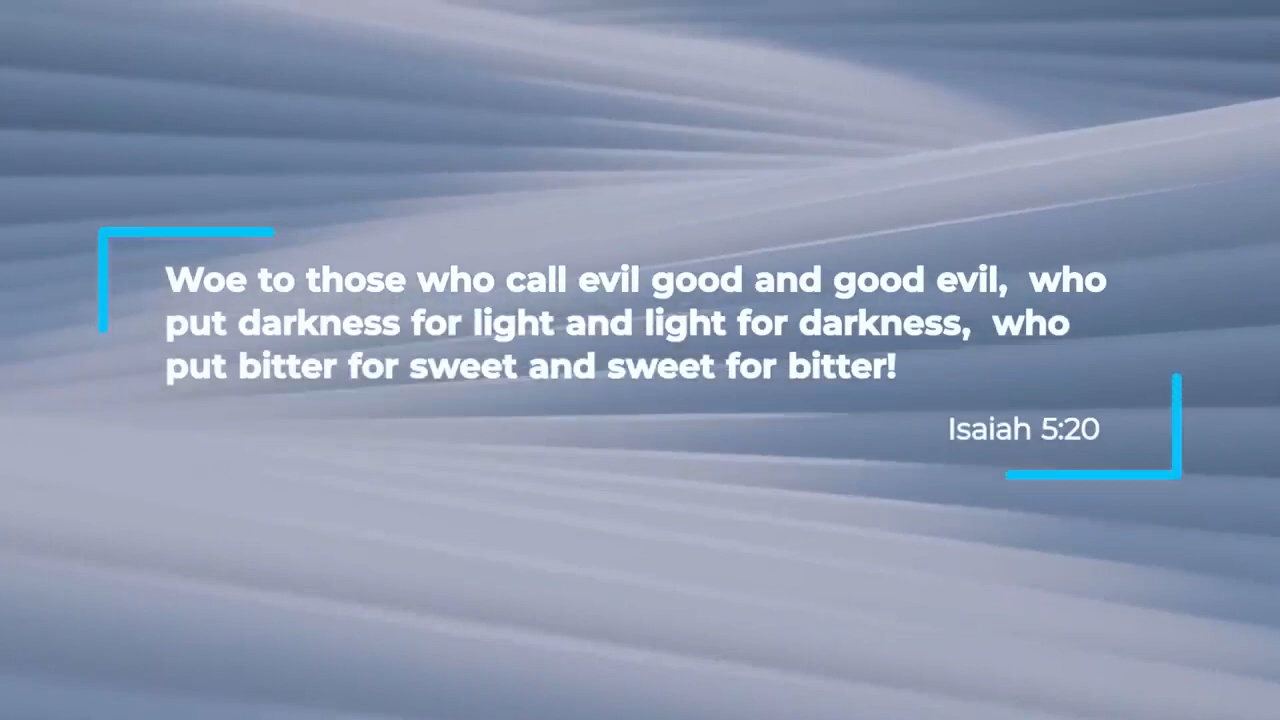 Woe to those who call evil good and good evil,  who
put darkness for light and light for darkness,  who
put bitter for sweet and sweet for bitter!
Isaiah 5:20